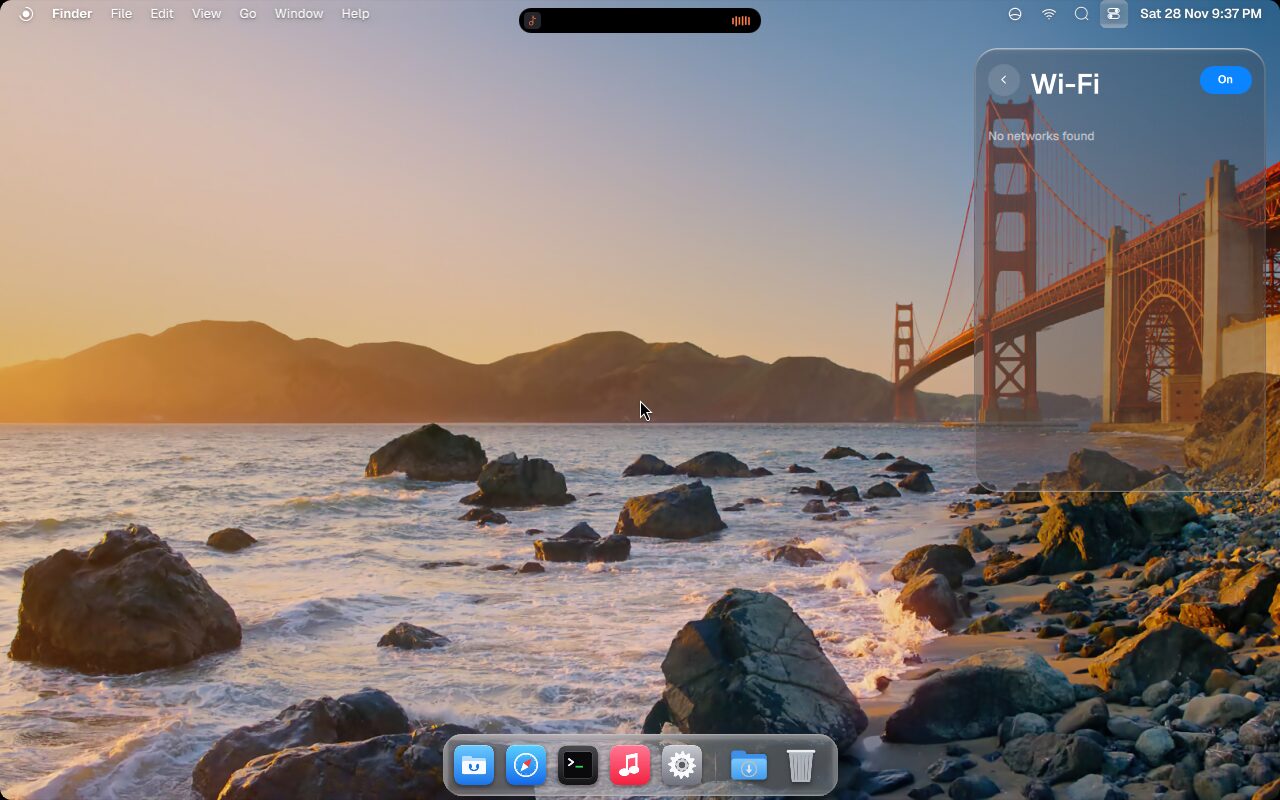 Finder File Edit View Go Window Help
Sat 28 Nov 9:37 PM
Wi-Fi
On
No networks found